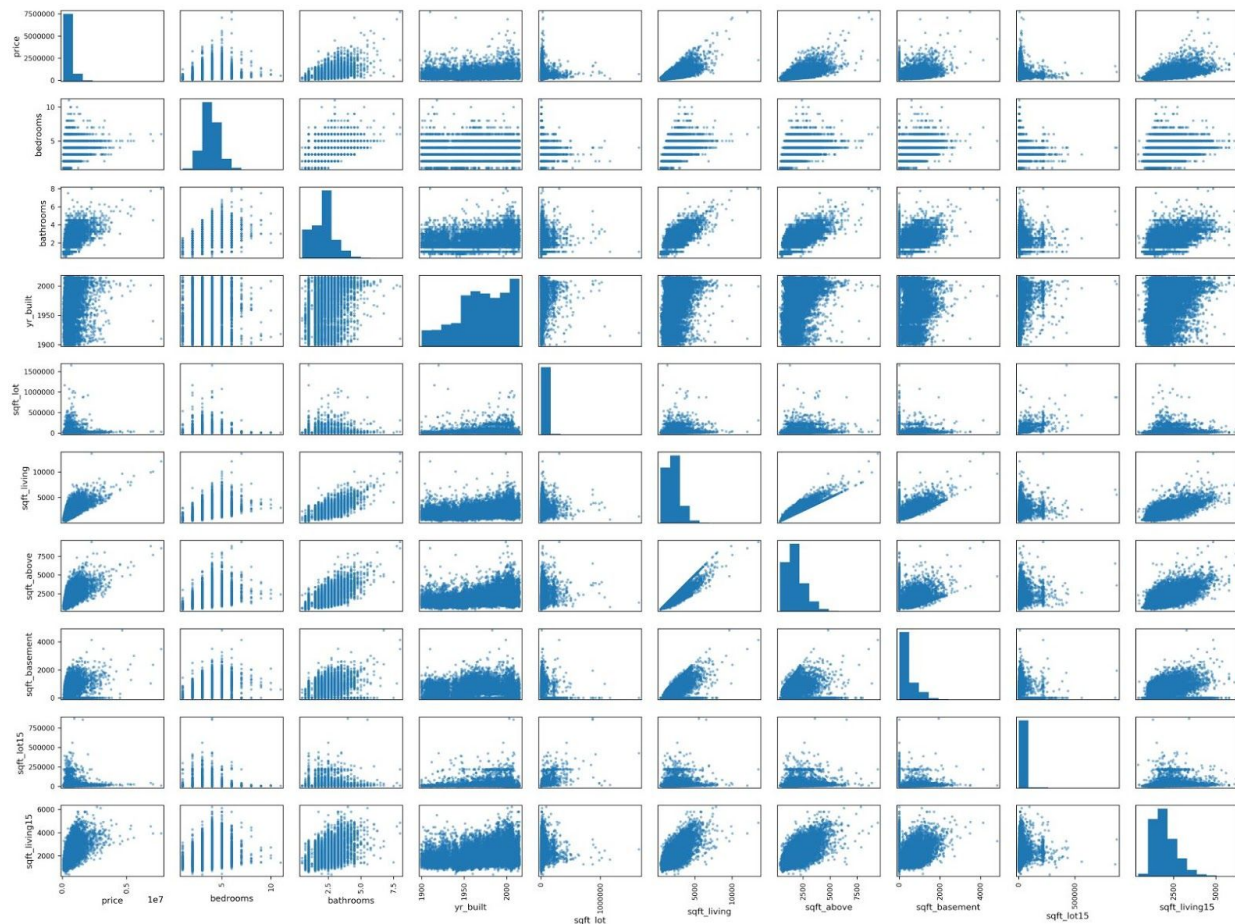 7500000
5000000
2500000
0
price
10
5
bedrooms
8
6
4
2
bathrooms
2000
1950
1900
yr_built
1500000
1000000
500000
0
sqft_lot
10000
5000
sqft_living
7500
5000
2500
sqft_above
4000
2000
0
sqft_basement
750000
500000
250000
0
sqft_lot15
6000
4000
2000
sqft_living15
0.0 0.5 5 10 2.5 5.0 7.5 1900 1950 2000 0 1000000 5000 10000 2500 5000 7500 0 2000 4000 0 500000 2500 5000
1e7
price bedrooms bathrooms yr_built sqft_lot sqft_living sqft_above sqft_basement sqft_lot15 sqft_living15